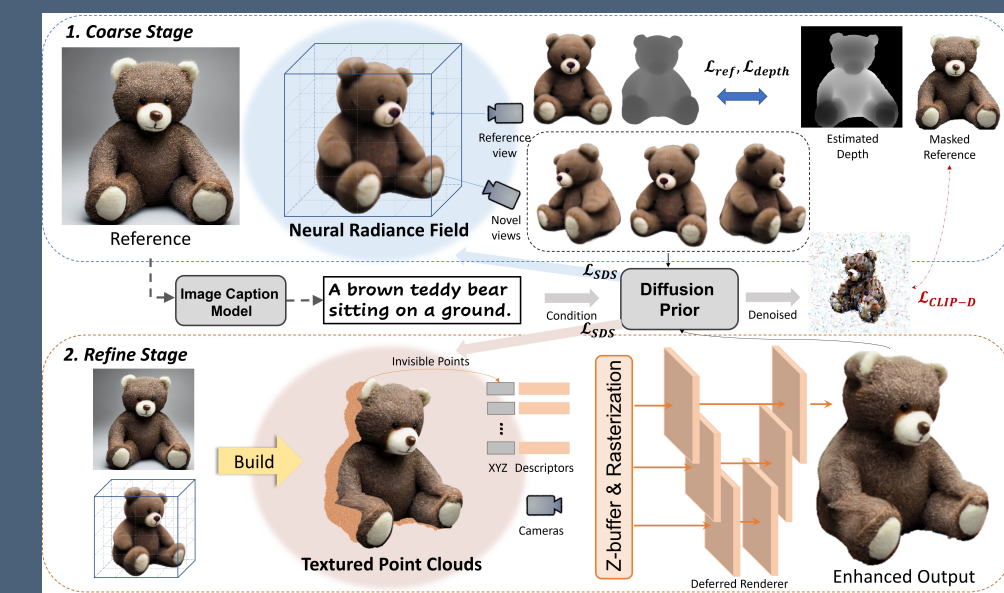 1. Coarse Stage
ℒref, ℒdepth
Reference
view
Estimated
Depth
Masked
Reference
Novel
views
Reference
Neural Radiance Field
ℒSDS
Image Caption
Model
A brown teddy bear
sitting on a ground.
Condition
Diffusion
Prior
Denoised
ℒCLIP−D
ℒSDS
2. Refine Stage
Invisible Points
Build
...
XYZ Descriptors
Cameras
Z-buffer & Rasterization
Textured Point Clouds
Deferred Renderer
Enhanced Output